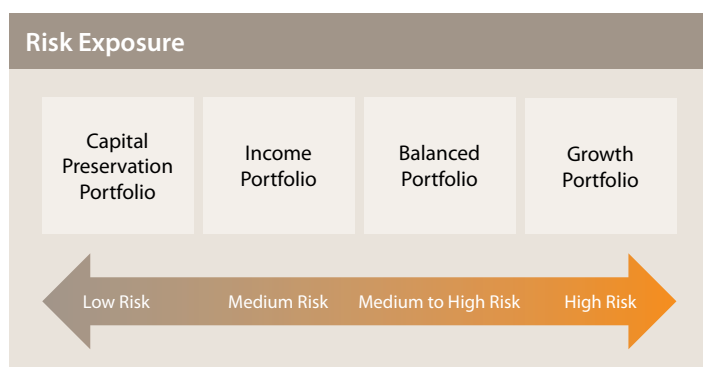 Risk Exposure
Capital
Preservation
Portfolio
Income
Portfolio
Balanced
Portfolio
Growth
Portfolio
Low Risk
Medium Risk
Medium to High Risk
High Risk